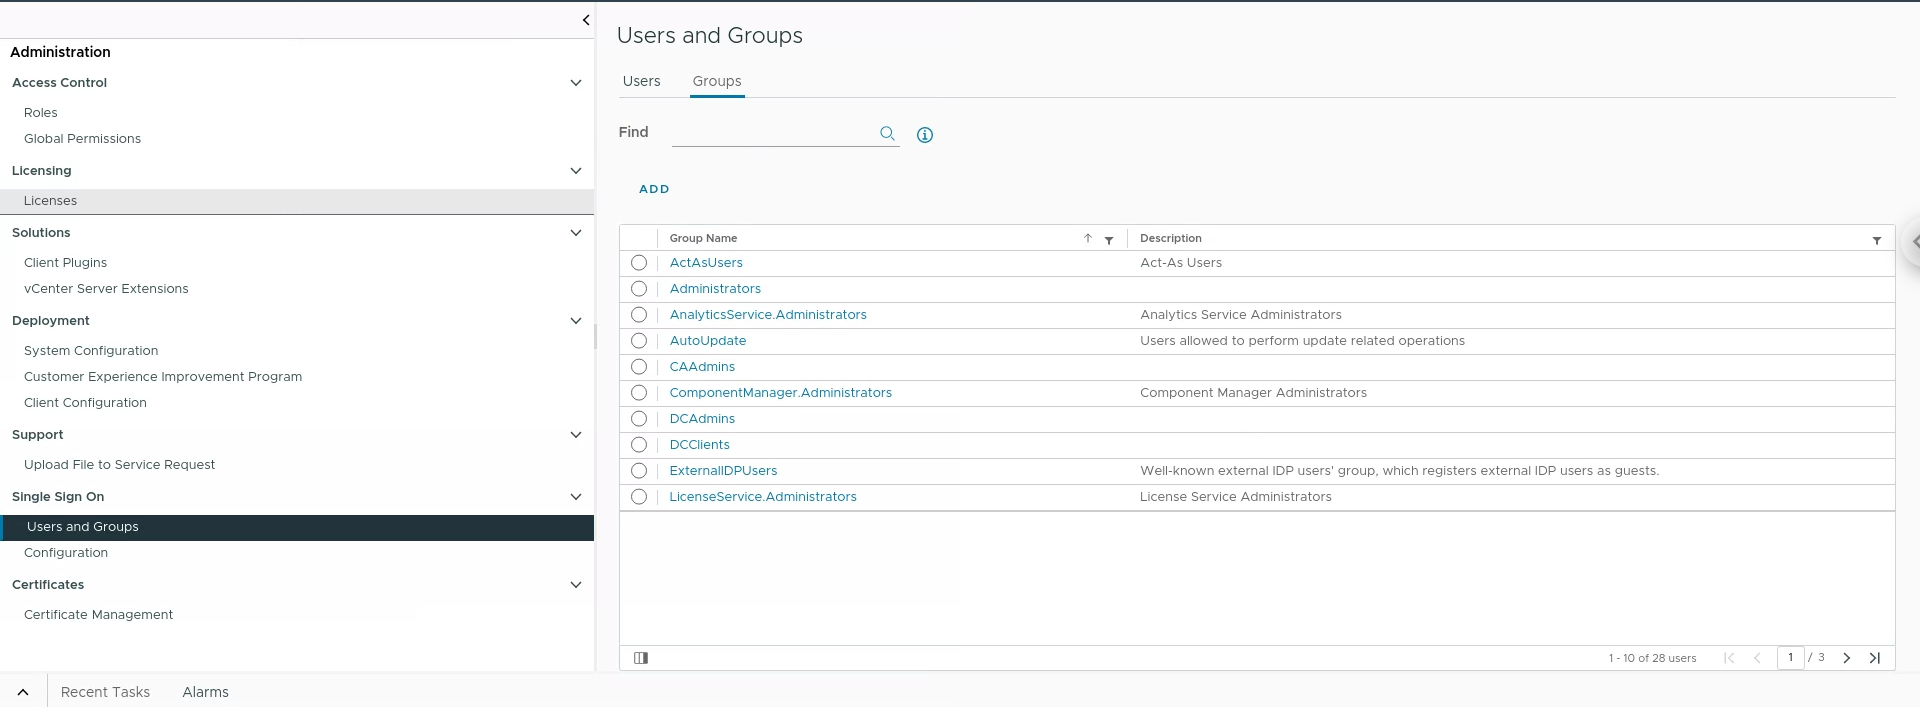 Administration
Access Control
Roles
Global Permissions
Licensing
Licenses
Solutions
Client Plugins
vCenter Server Extensions
Deployment
System Configuration
Customer Experience Improvement Program
Client Configuration
Support
Upload File to Service Request
Single Sign On
Users and Groups
Configuration
Certificates
Certificate Management
Users and Groups
Users Groups
Find
ADD
Group Name Description
ActAsUsers Act-As Users
Administrators
AnalyticsService.Administrators Analytics Service Administrators
AutoUpdate Users allowed to perform update related operations
CAAdmins
ComponentManager.Administrators Component Manager Administrators
DCAdmins
DCClients
ExternalIDPUsers Well-known external IDP users' group, which registers external IDP users as guests.
LicenseService.Administrators License Service Administrators
1 - 10 of 28 users 1 / 3
Recent Tasks Alarms